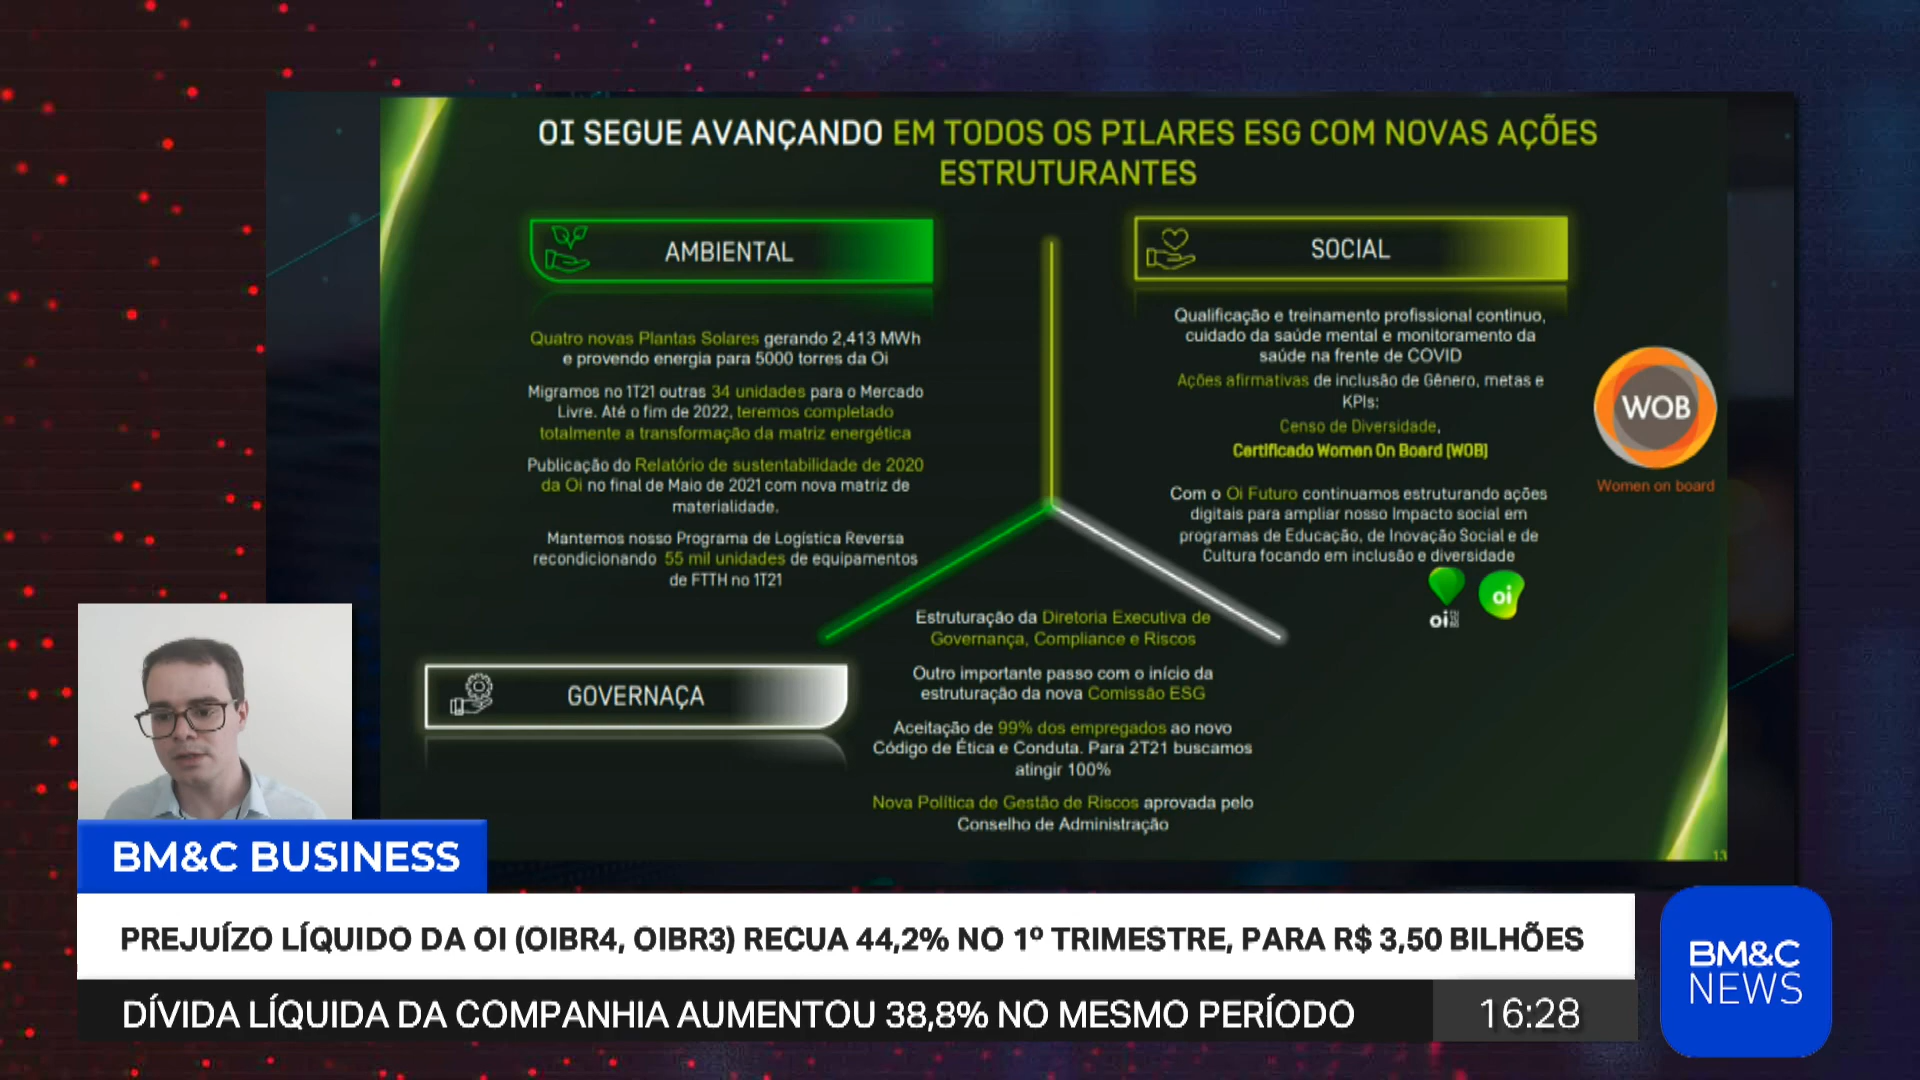 OI SEGUE AVANÇANDO EM TODOS OS PILARES ESG COM NOVAS AÇÕES
ESTRUTURANTES
AMBIENTAL
Quatro novas Plantas Solares gerando 2,413 MWh
e provendo energia para 5000 torres da Oi
Migramos no 1T21 outras 34 unidades para o Mercado
Livre. Até o fim de 2022, teremos completado
totalmente a transformação da matriz energética
Publicação do Relatório de sustentabilidade de 2020
da Oi no final de Maio de 2021 com nova matriz de
materialidade.
Mantemos nosso Programa de Logística Reversa
recondicionando 55 mil unidades de equipamentos
de FTTH no 1T21
SOCIAL
Qualificação e treinamento profissional continuo,
cuidado da saúde mental e monitoramento da
saúde na frente de COVID
Ações afirmativas de inclusão de Gênero, metas e
KPIs:
Censo de Diversidade,
Certificado Women On Board (WOB)
Com o Oi Futuro continuamos estruturando ações
digitais para ampliar nosso Impacto social em
programas de Educação, de Inovação Social e de
Cultura focando em inclusão e diversidade
WOB
Women on board
oi
oi
GOVERNAÇA
Estruturação da Diretoria Executiva de
Governança, Compliance e Riscos
Outro importante passo com o início da
estruturação da nova Comissão ESG
Aceitação de 99% dos empregados ao novo
Código de Ética e Conduta. Para 2T21 buscamos
atingir 100%
Nova Política de Gestão de Riscos aprovada pelo
Conselho de Administração
13
BM&C BUSINESS
PREJUÍZO LÍQUIDO DA OI (OIBR4, OIBR3) RECUA 44,2% NO 1º TRIMESTRE, PARA R$ 3,50 BILHÕES
DÍVIDA LÍQUIDA DA COMPANHIA AUMENTOU 38,8% NO MESMO PERÍODO
16:28
BM&C
NEWS